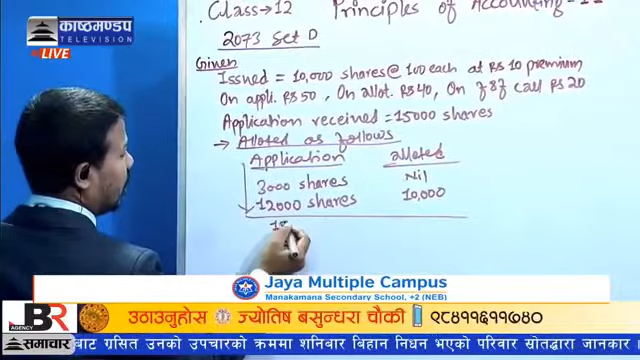 Class→12 Principles of Accounting-II
2073 Set D
Given
Issued = 10,000 shares@ 100 each at RS 10 premium
On appli. RS 50, On allot. RS 40, On f&f call RS 20
Application received = 15000 shares
→ Alloted as follows
Application alloted
3000 shares Nil
12000 shares 10,000
काष्ठमण्डप
TELEVISION
LIVE
Jaya Multiple Campus
Manakamana Secondary School, +2 (NEB)
JBR
AGENCY
उठाउनुहोस ज्योतिष बसुन्धरा चौकी ९८४११६११७४०
समाचार
बाट ग्रसित उनको उपचारको क्रममा शनिबार बिहान निधन भएको परिवार स्रोतद्वारा जानकारी